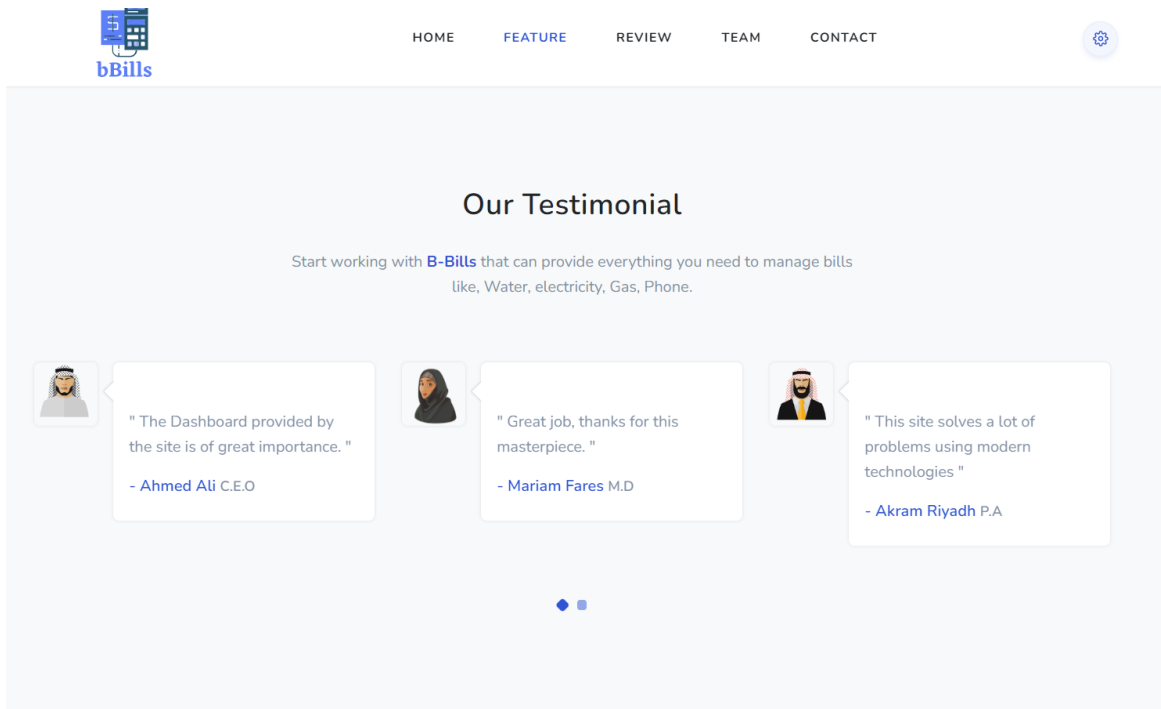 bBills
HOME FEATURE REVIEW TEAM CONTACT
Our Testimonial
Start working with B-Bills that can provide everything you need to manage bills
like, Water, electricity, Gas, Phone.
" The Dashboard provided by
the site is of great importance. "
- Ahmed Ali C.E.O
" Great job, thanks for this
masterpiece. "
- Mariam Fares M.D
" This site solves a lot of
problems using modern
technologies "
- Akram Riyadh P.A